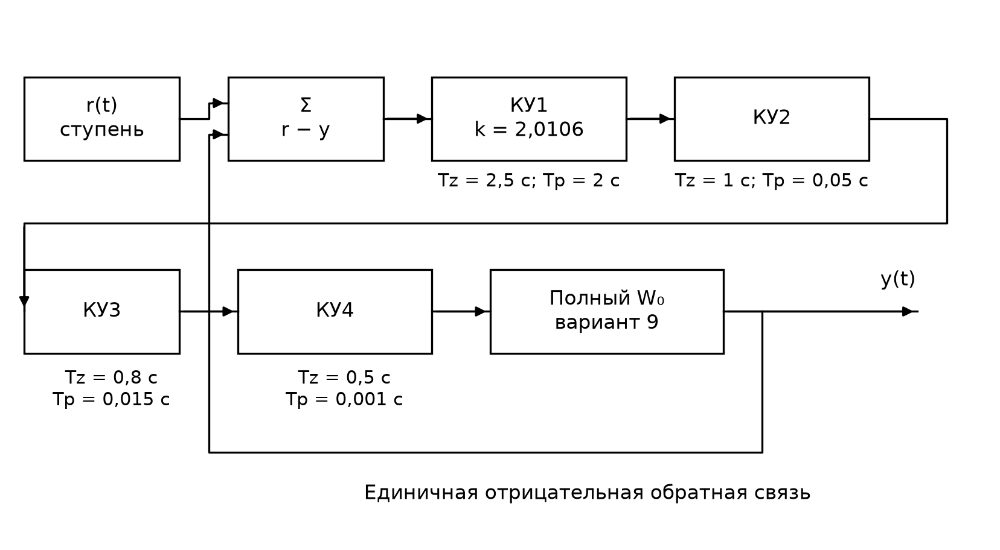 r(t)
ступень
Σ
r − y
КУ1
k = 2,0106
КУ2
Tz = 2,5 с; Tp = 2 с
Tz = 1 с; Tp = 0,05 с
КУ3
КУ4
Полный W₀
вариант 9
y(t)
Tz = 0,8 с
Tp = 0,015 с
Tz = 0,5 с
Tp = 0,001 с
Единичная отрицательная обратная связь